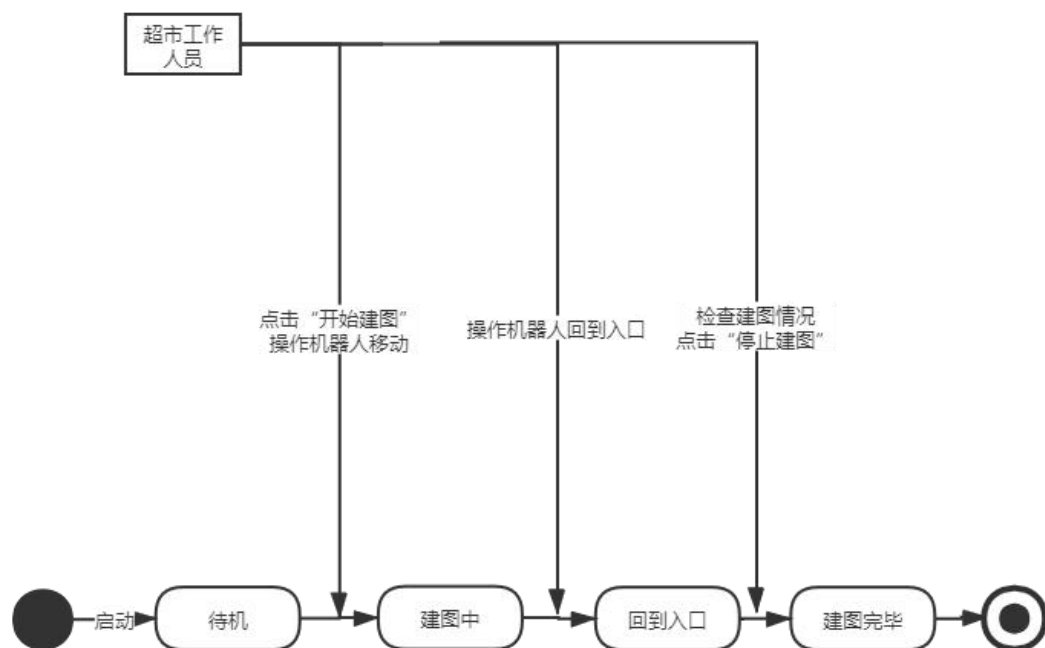 超市工作
人员
点击“开始建图”
操作机器人移动
操作机器人回到入口
检查建图情况
点击“停止建图”
启动
待机
建图中
回到入口
建图完毕